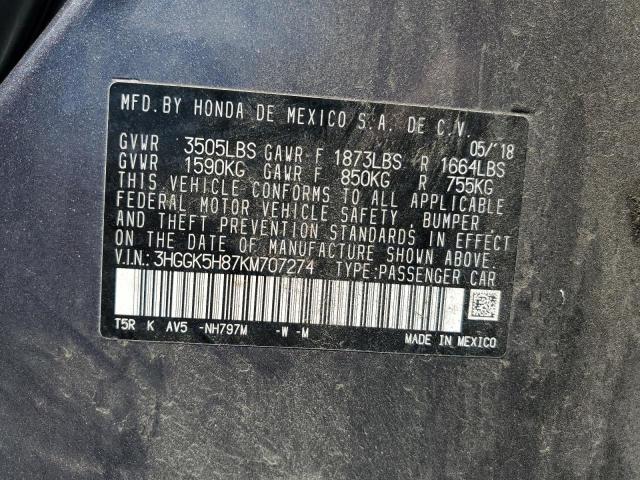 MFD.BY HONDA DE MEXICO S.A. DE C.V.
05/'18
GVWR 3505LBS GAWR F 1873LBS R 1664LBS
GVWR 1590KG GAWR F 850KG R 755KG
THIS VEHICLE CONFORMS TO ALL APPLICABLE
FEDERAL MOTOR VEHICLE SAFETY, BUMPER,
AND THEFT PREVENTION STANDARDS IN EFFECT
ON THE DATE OF MANUFACTURE SHOWN ABOVE.
V.I.N.: 3HGGK5H87KM707274 TYPE:PASSENGER CAR
T5R K AV5 -NH797M -W -M
MADE IN MEXICO